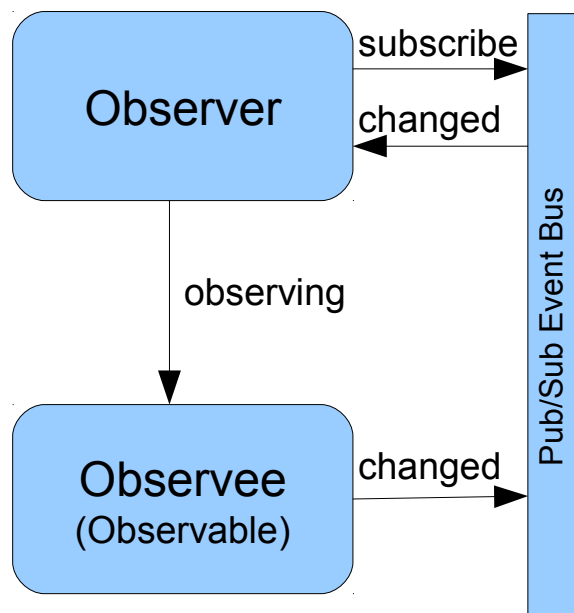 subscribe
Observer
changed
observing
Pub/Sub Event Bus
Observee
(Observable)
changed